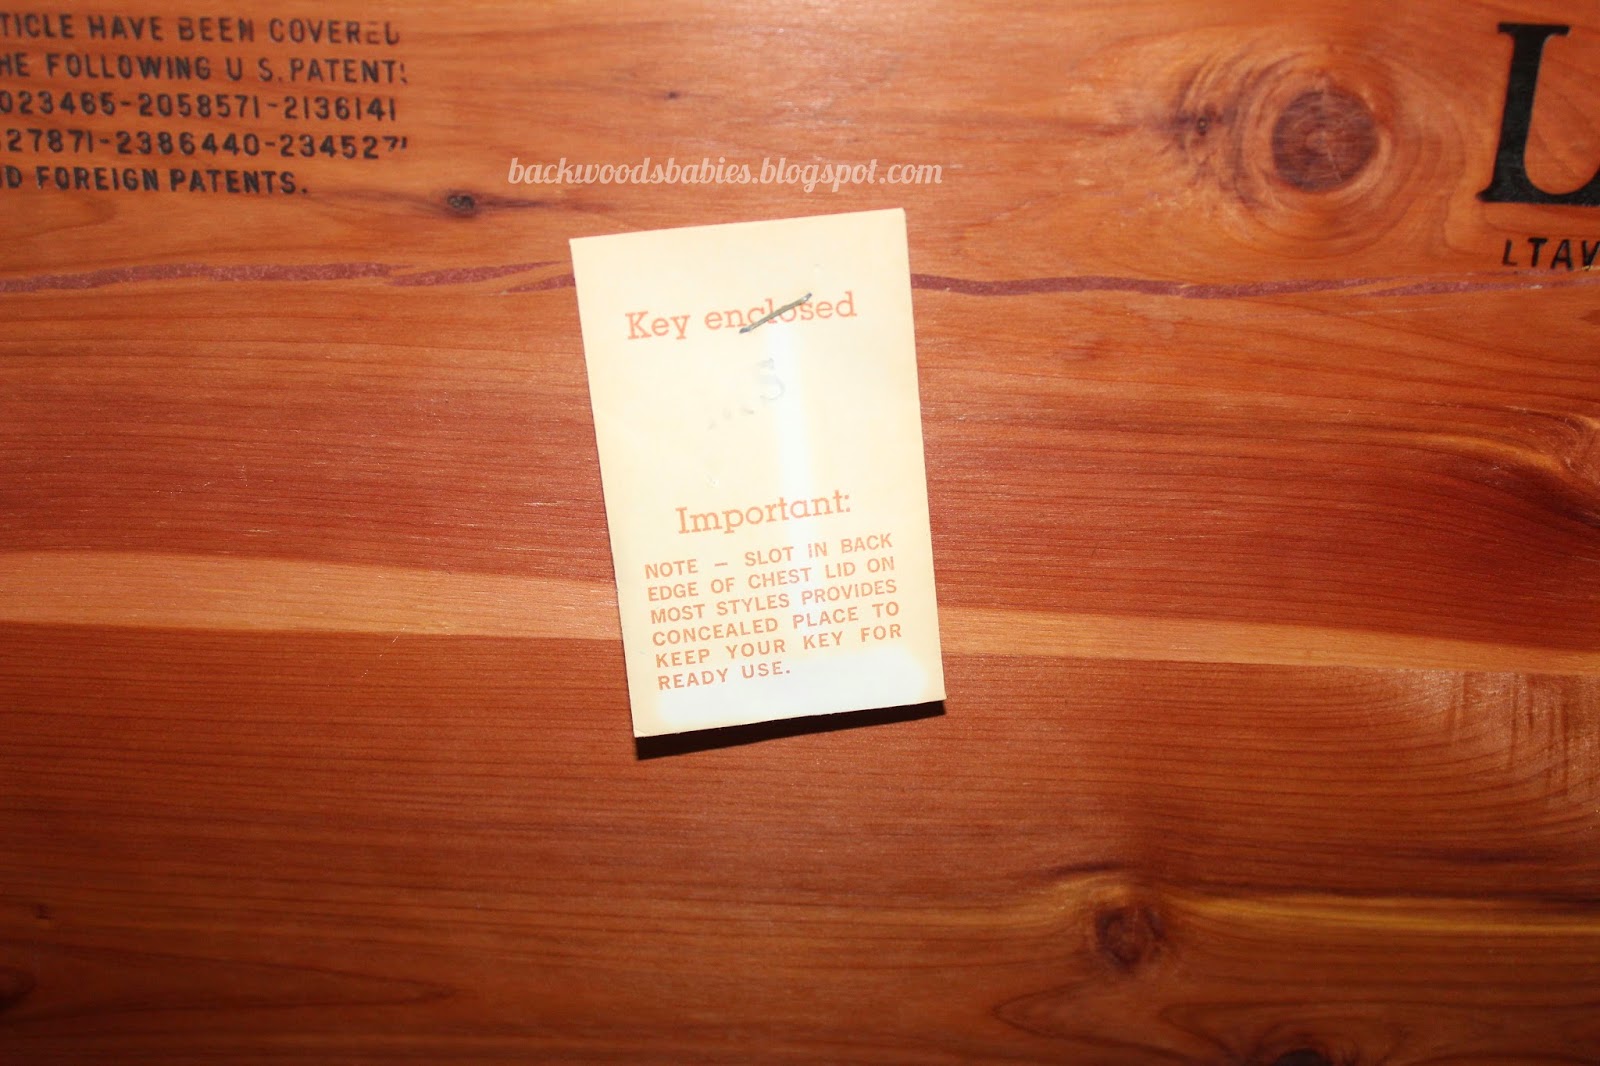 TICLE HAVE BEEN COVERED
HE FOLLOWING U S. PATENTS
023465-2058571-2136141
27871-2386440-234527
ND FOREIGN PATENTS.
L
LTAV
backwoodsbabies.blogspot.com
Key enclosed
S
Important:
NOTE – SLOT IN BACK
EDGE OF CHEST LID ON
MOST STYLES PROVIDES
CONCEALED PLACE TO
KEEP YOUR KEY FOR
READY USE.